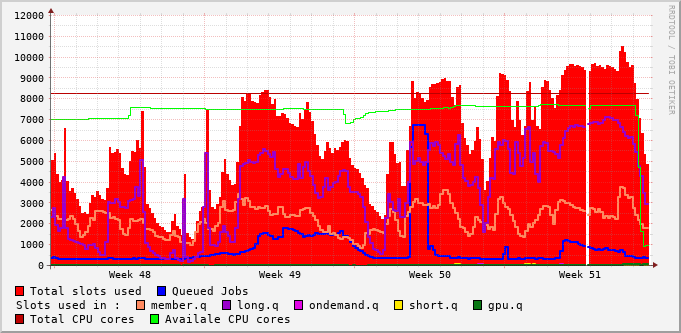 12000
11000
10000
9000
8000
7000
6000
5000
4000
3000
2000
1000
0
Week 48 Week 49 Week 50 Week 51
RRDTOOL / TOBI OETIKER
Total slots used Queued Jobs
Slots used in : member.q long.q ondemand.q short.q gpu.q
Total CPU cores Availale CPU cores